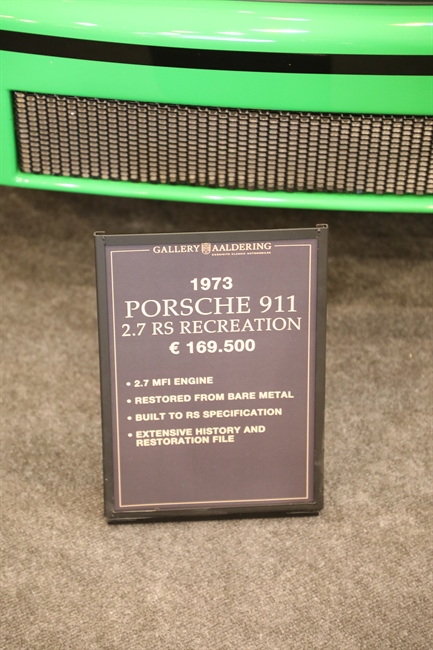 GALLERY AALDERING
1973
PORSCHE 911
2.7 RS RECREATION
€ 169.500
• 2.7 MFI ENGINE
• RESTORED FROM BARE METAL
• BUILT TO RS SPECIFICATION
• EXTENSIVE HISTORY AND
RESTORATION FILE